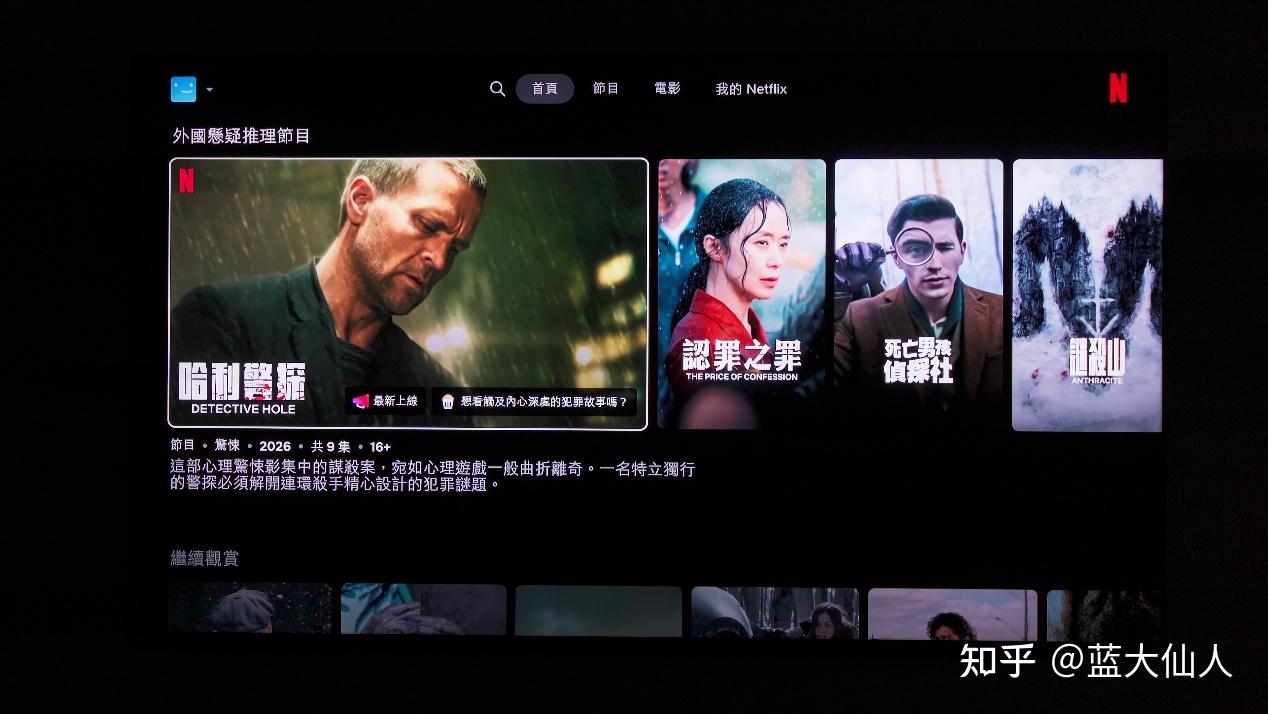 首頁
節目
電影
我的 Netflix
N
外國懸疑推理節目
N
哈利警探
DETECTIVE HOLE
最新上線
想看觸及內心深處的犯罪故事嗎？
認罪之罪
THE PRICE OF CONFESSION
死亡男孩
偵探社
謎殺山
ANTHRACITE
節目 • 驚悚 • 2026 • 共 9 集 • 16+
這部心理驚悚影集中的謀殺案，宛如心理遊戲一般曲折離奇。一名特立獨行
的警探必須解開連環殺手精心設計的犯罪謎題。
繼續觀賞
知乎 @蓝大仙人